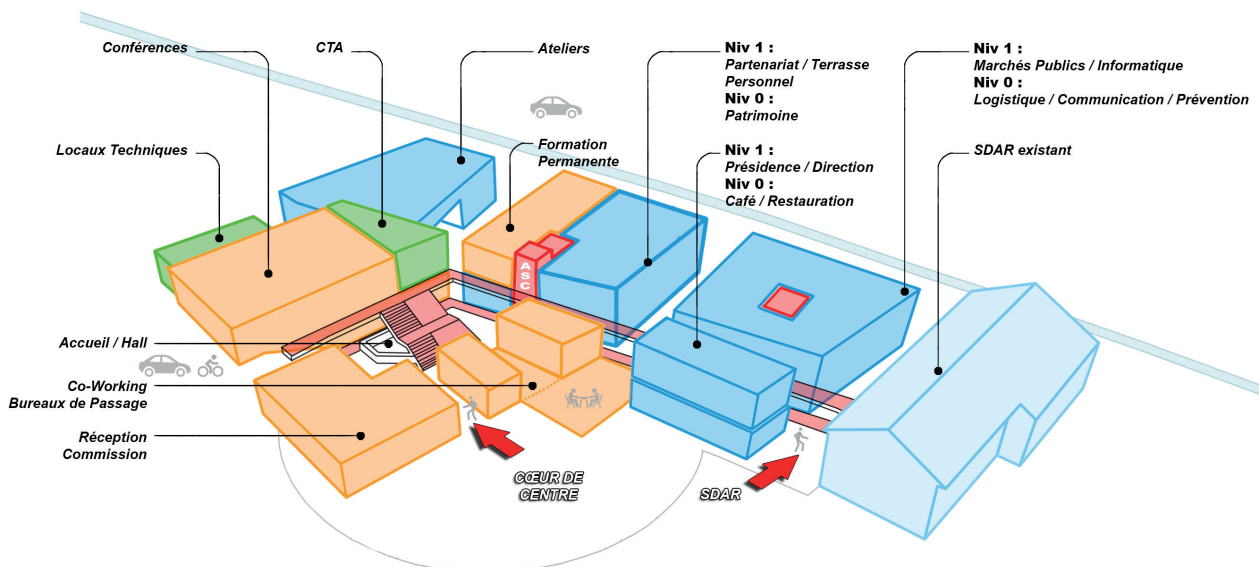 Conférences
CTA
Ateliers
Niv 1 :
Partenariat / Terrasse
Personnel
Niv 0 :
Patrimoine
Niv 1 :
Marchés Publics / Informatique
Niv 0 :
Logistique / Communication / Prévention
Locaux Techniques
Formation
Permanente
Niv 1 :
Présidence / Direction
Niv 0 :
Café / Restauration
SDAR existant
ASC
Accueil / Hall
Co-Working
Bureaux de Passage
Réception
Commission
CŒUR DE
CENTRE
SDAR